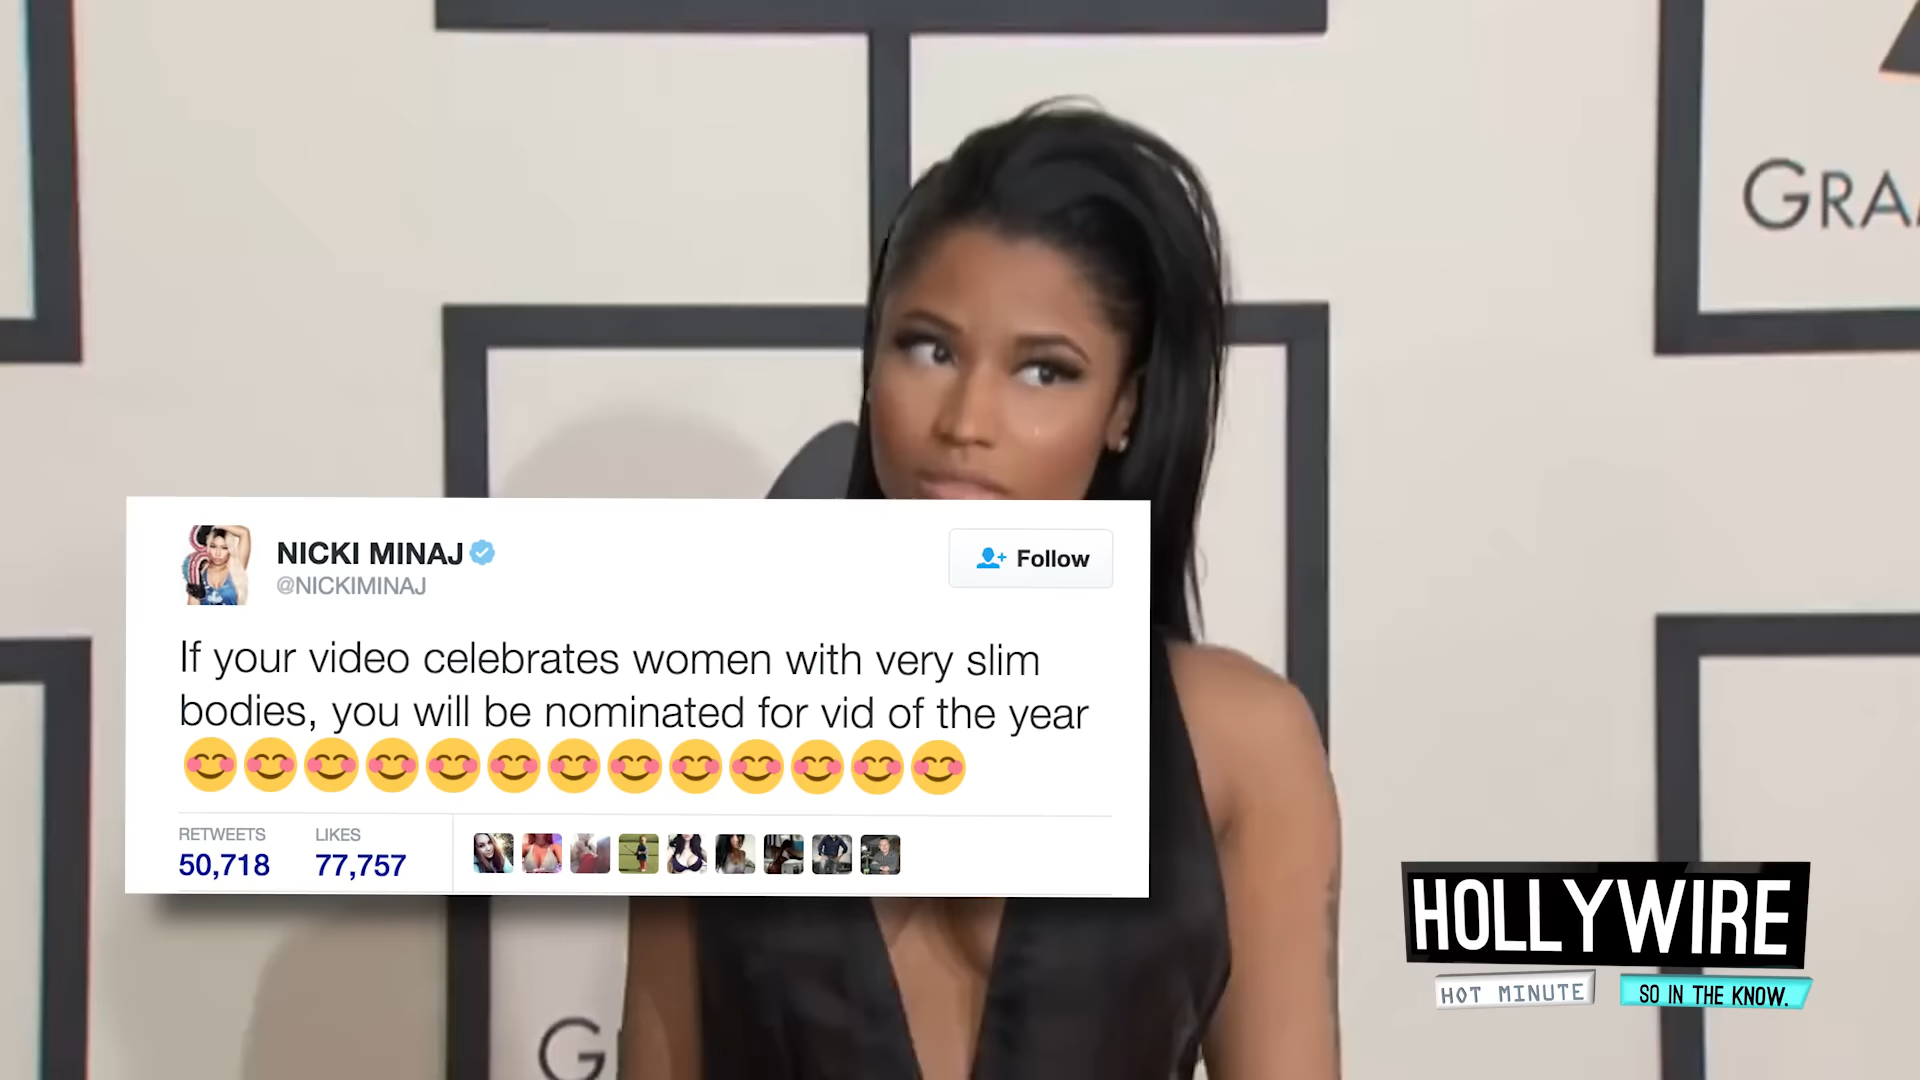 GRA
NICKI MINAJ
@NICKIMINAJ
Follow
If your video celebrates women with very slim
bodies, you will be nominated for vid of the year
😊😊😊😊😊😊😊😊😊😊😊😊😊
RETWEETS LIKES
50,718 77,757
HOLLYWIRE
HOT MINUTE SO IN THE KNOW.
G